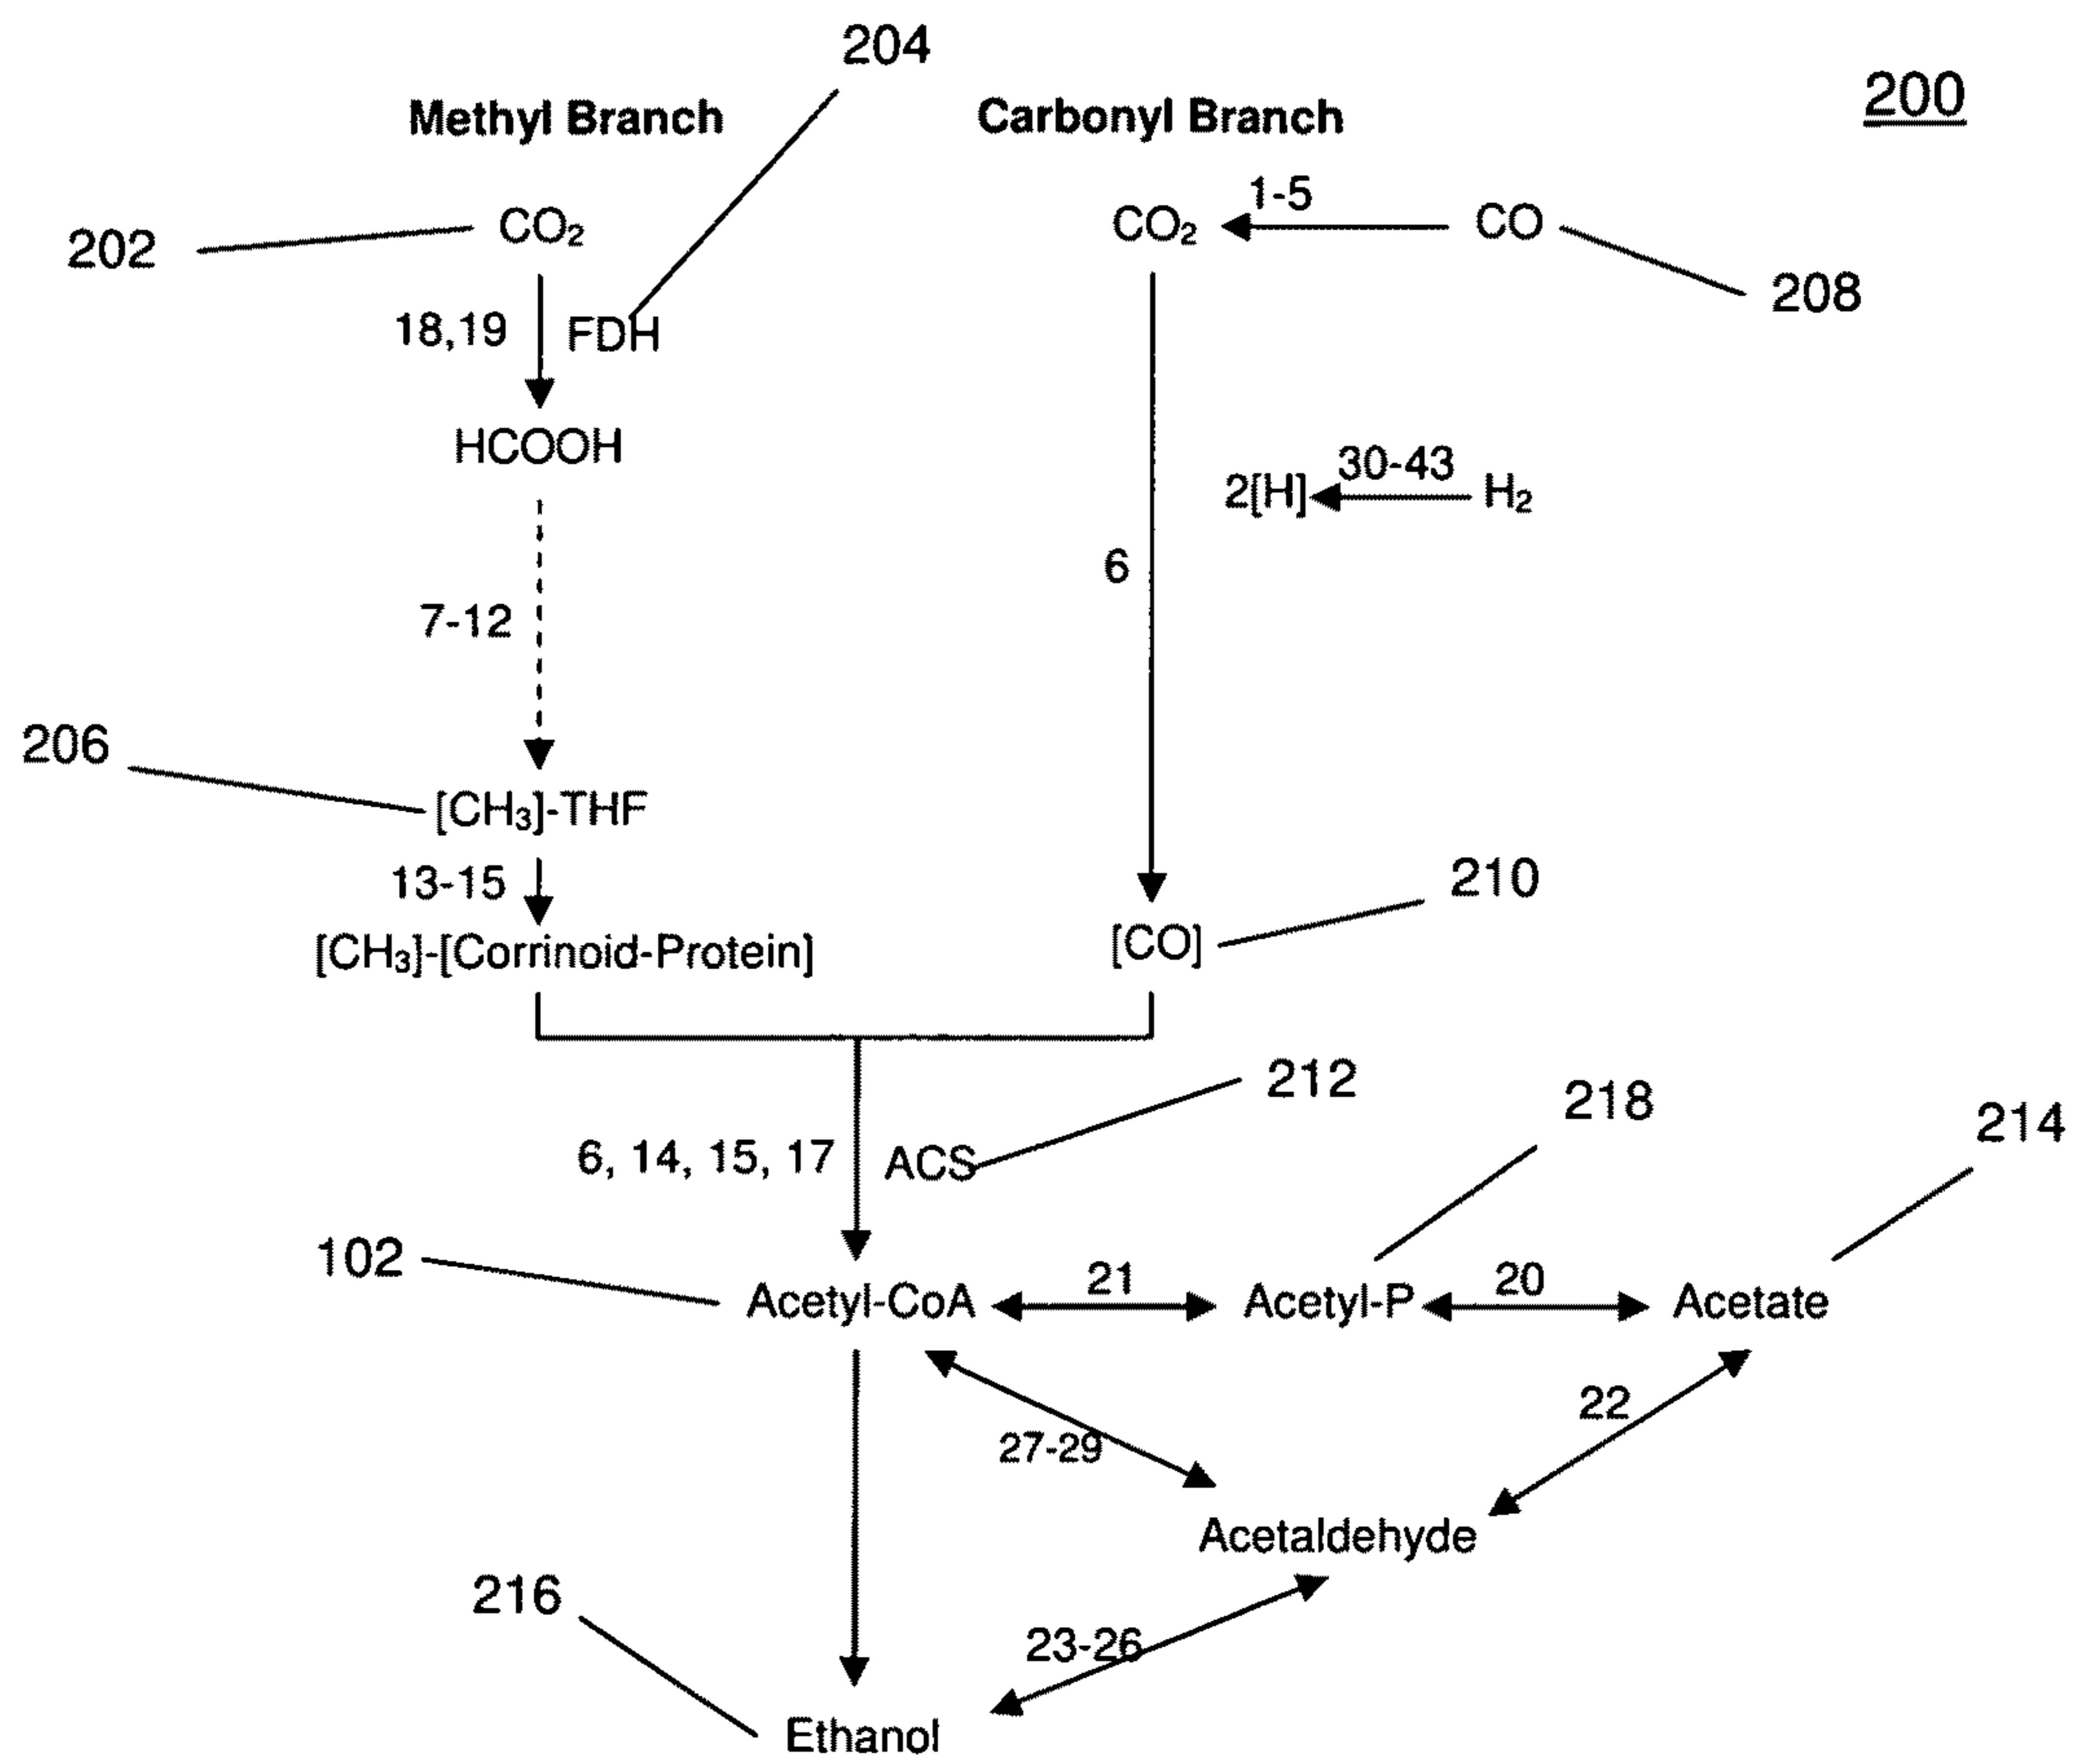 204
200
Methyl Branch
Carbonyl Branch
202
CO₂
CO₂
1-5
CO
208
18,19
FDH
HCOOH
2[H]
30-43
H₂
6
7-12
206
[CH₃]-THF
13-15
210
[CH₃]-[Corrinoid-Protein]
[CO]
212
218
214
6, 14, 15, 17
ACS
102
Acetyl-CoA
21
Acetyl-P
20
Acetate
22
27-29
Acetaldehyde
216
23-26
Ethanol